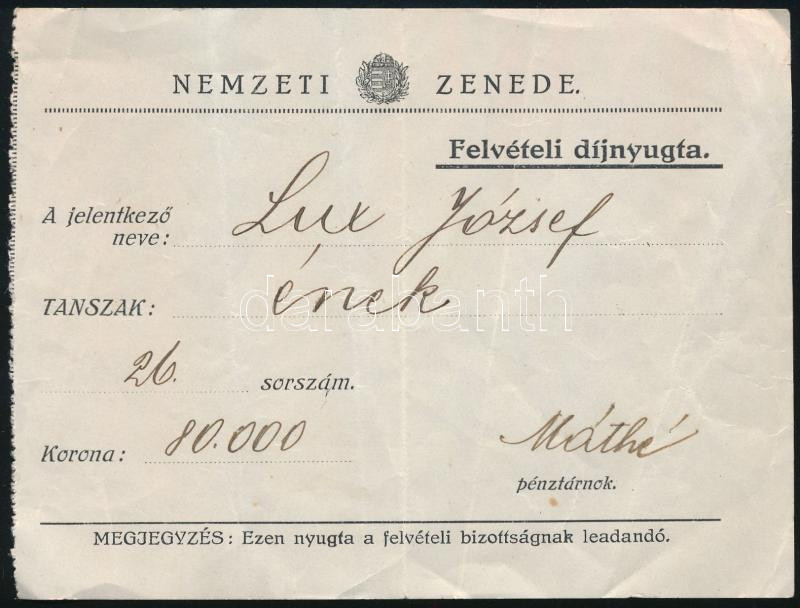 NEMZETI ZENEDE.
Felvételi díjnyugta.
A jelentkező
neve: Lux József
TANSZAK: ének
darabanth
26. sorszám.
Korona: 80.000
Máthé
pénztárnok.
MEGJEGYZÉS: Ezen nyugta a felvételi bizottságnak leadandó.